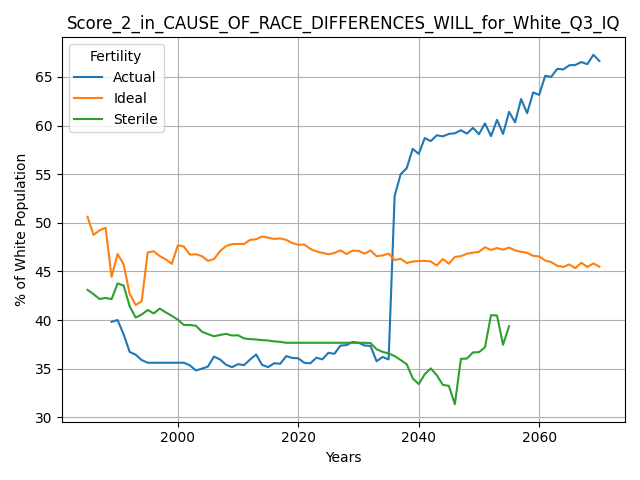 Score_2_in_CAUSE_OF_RACE_DIFFERENCES_WILL_for_White_Q3_IQ
Fertility
Actual
Ideal
Sterile
65
60
55
50
45
40
35
30
% of White Population
2000
2020
2040
2060
Years